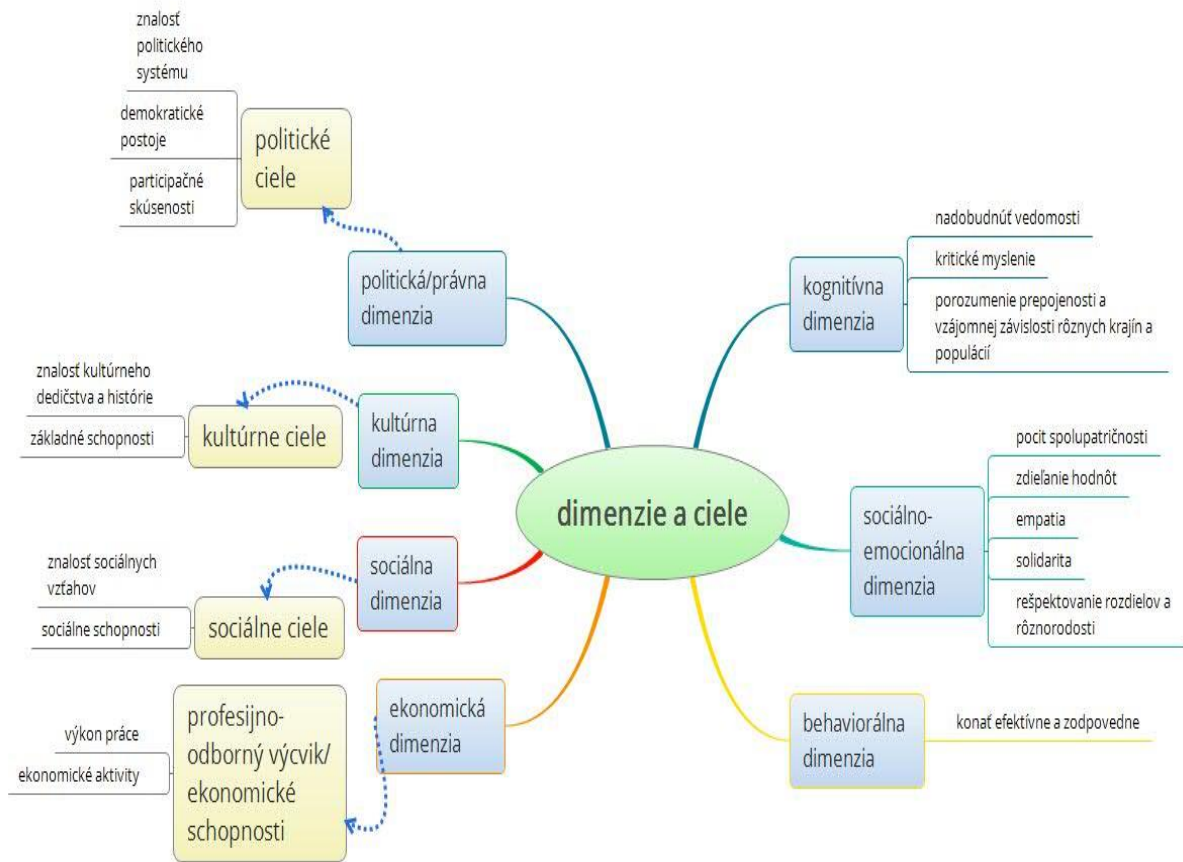 znalosť
politického
systému
demokratické
postoje
participačné
skúsenosti
politické
ciele
politická/právna
dimenzia
znalosť kultúrneho
dedičstva a histórie
základné schopnosti
kultúrne ciele
kultúrna
dimenzia
znalosť sociálnych
vzťahov
sociálne schopnosti
sociálne ciele
sociálna
dimenzia
výkon práce
ekonomické aktivity
profesijno-
odborný výcvik/
ekonomické
schopnosti
ekonomická
dimenzia
dimenzie a ciele
kognitívna
dimenzia
nadobudnúť vedomosti
kritické myslenie
porozumenie prepojenosti a
vzájomnej závislosti rôznych krajín a
populácií
sociálno-
emocionálna
dimenzia
pocit spolupatričnosti
zdieľanie hodnôt
empatia
solidarita
rešpektovanie rozdielov a
rôznorodosti
behaviorálna
dimenzia
konať efektívne a zodpovedne